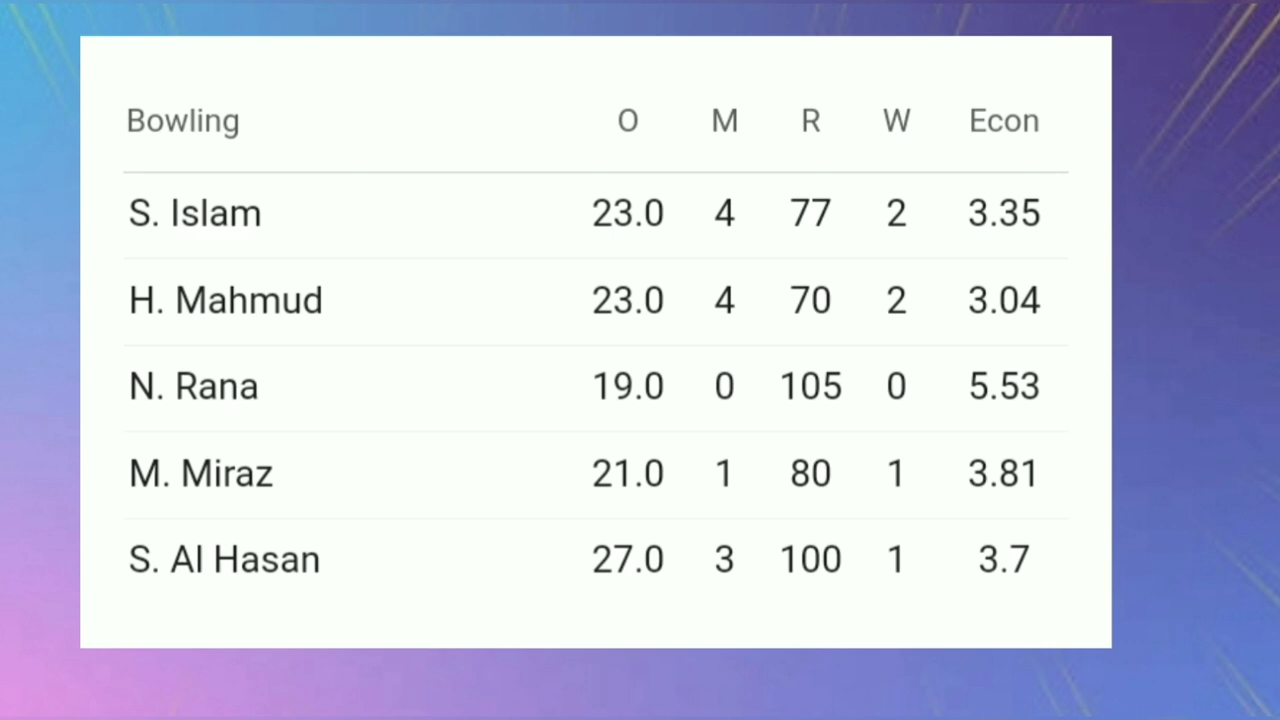 Bowling O M R W Econ
S. Islam 23.0 4 77 2 3.35
H. Mahmud 23.0 4 70 2 3.04
N. Rana 19.0 0 105 0 5.53
M. Miraz 21.0 1 80 1 3.81
S. Al Hasan 27.0 3 100 1 3.7